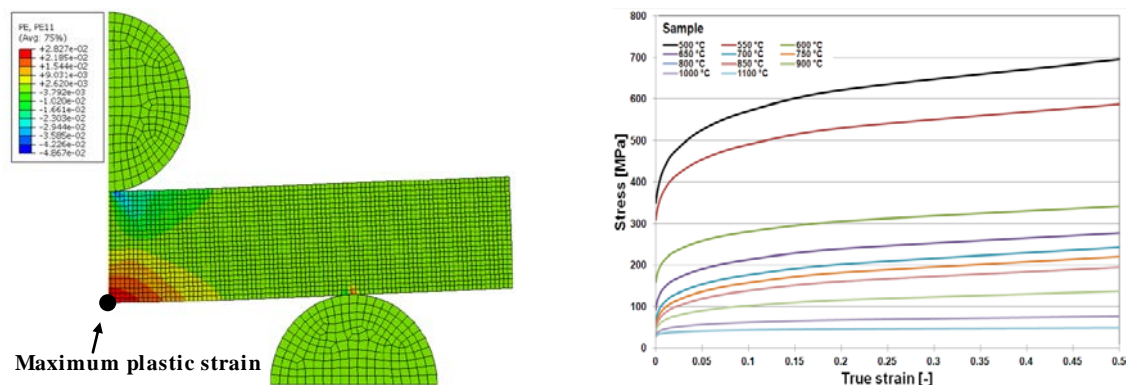 PE, PE11
(Avg: 75%)
+2.827e-02
+2.185e-02
+1.544e-02
+9.031e-03
+2.620e-03
-3.792e-03
-1.020e-02
-1.661e-02
-2.303e-02
-2.944e-02
-3.585e-02
-4.226e-02
-4.867e-02
Maximum plastic strain
Sample
500 °C 550 °C 600 °C
650 °C 700 °C 750 °C
800 °C 850 °C 900 °C
1000 °C 1100 °C
Stress [MPa]
800
700
600
500
400
300
200
100
0
0 0.05 0.1 0.15 0.2 0.25 0.3 0.35 0.4 0.45 0.5
True strain [-]